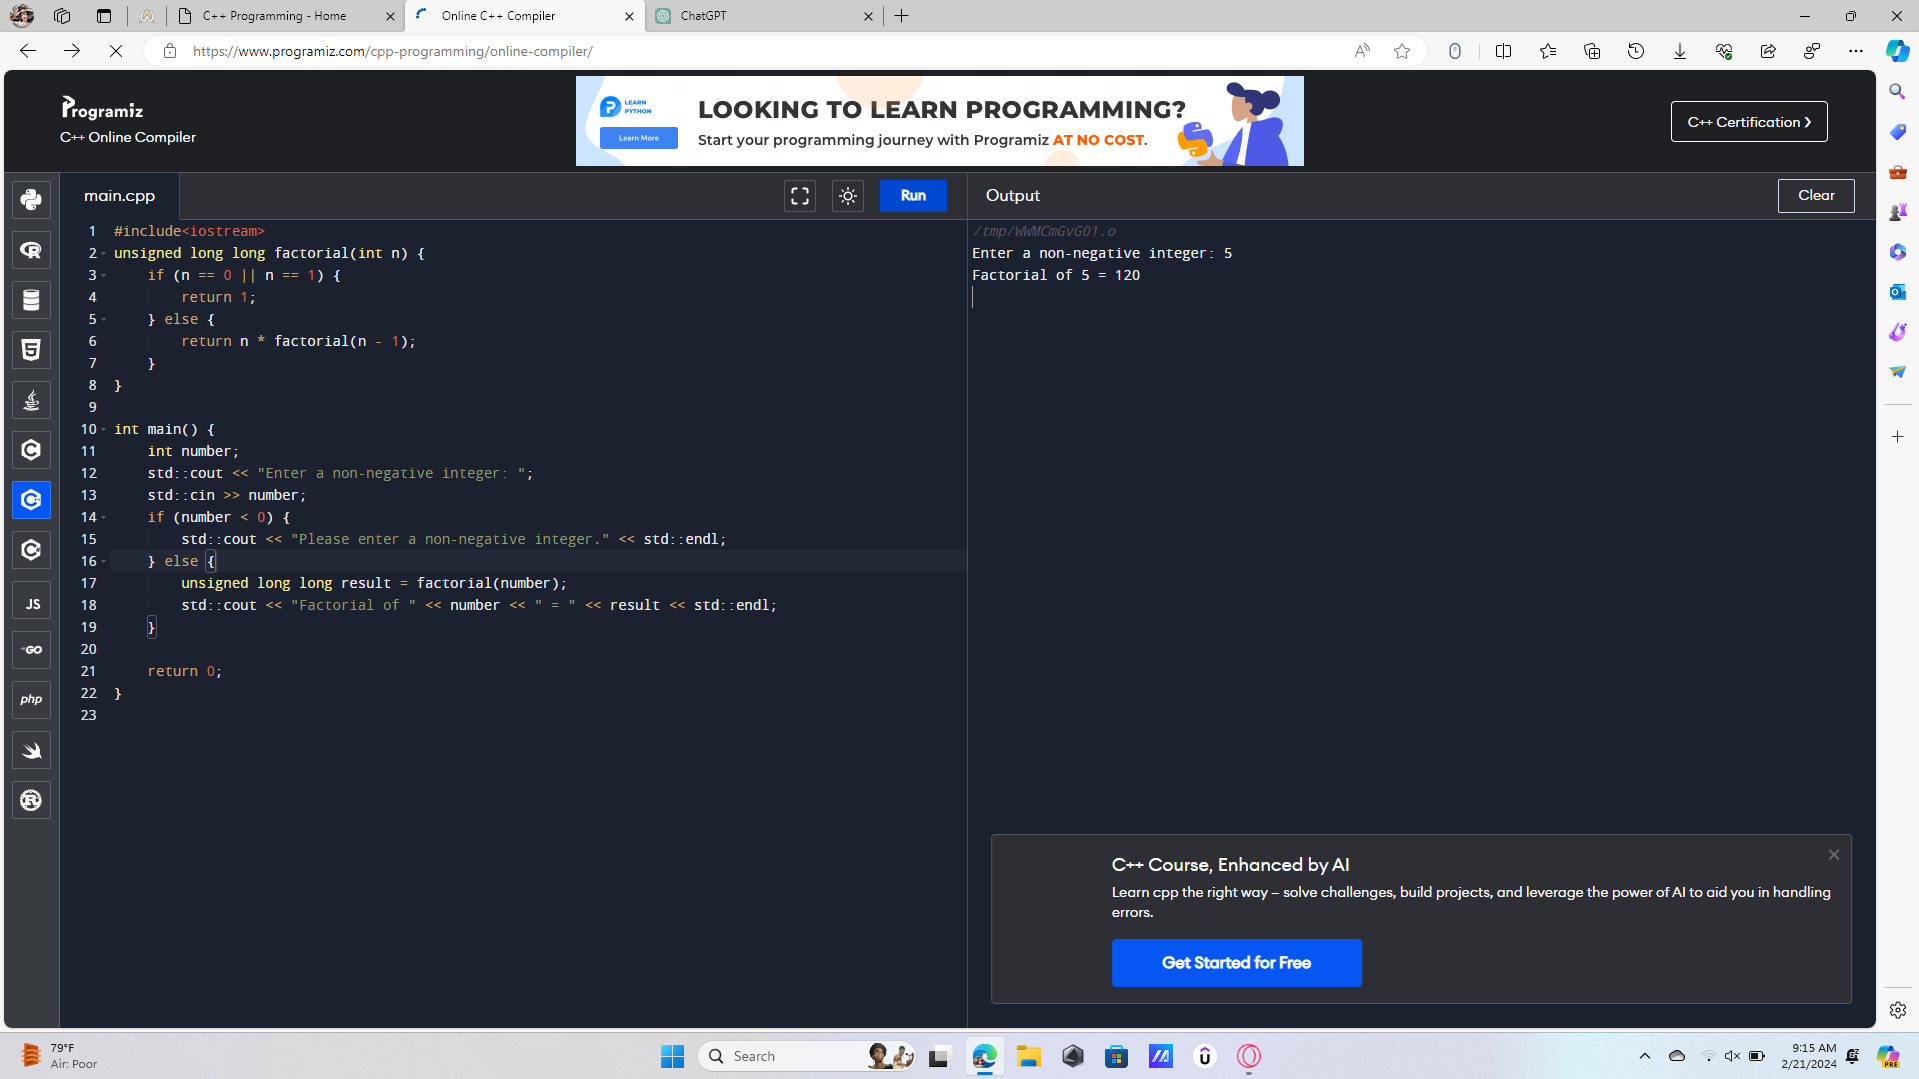 C++ Programming - Home
Online C++ Compiler
ChatGPT
https://www.programiz.com/cpp-programming/online-compiler/
Programiz
C++ Online Compiler
LEARN
PYTHON
Learn More
LOOKING TO LEARN PROGRAMMING?
Start your programming journey with Programiz AT NO COST.
C++ Certification
main.cpp
Run
Output
Clear
1 #include<iostream>
2 unsigned long long factorial(int n) {
3     if (n == 0 || n == 1) {
4         return 1;
5     } else {
6         return n * factorial(n - 1);
7     }
8 }
9
10 int main() {
11     int number;
12     std::cout << "Enter a non-negative integer: ";
13     std::cin >> number;
14     if (number < 0) {
15         std::cout << "Please enter a non-negative integer." << std::endl;
16     } else {
17         unsigned long long result = factorial(number);
18         std::cout << "Factorial of " << number << " = " << result << std::endl;
19     }
20
21     return 0;
22 }
23
/tmp/WWMCmGvGO1.o
Enter a non-negative integer: 5
Factorial of 5 = 120
JS
GO
php
C++ Course, Enhanced by AI
Learn cpp the right way – solve challenges, build projects, and leverage the power of AI to aid you in handling
errors.
Get Started for Free
79°F
Air: Poor
Search
9:15 AM
2/21/2024
PRE